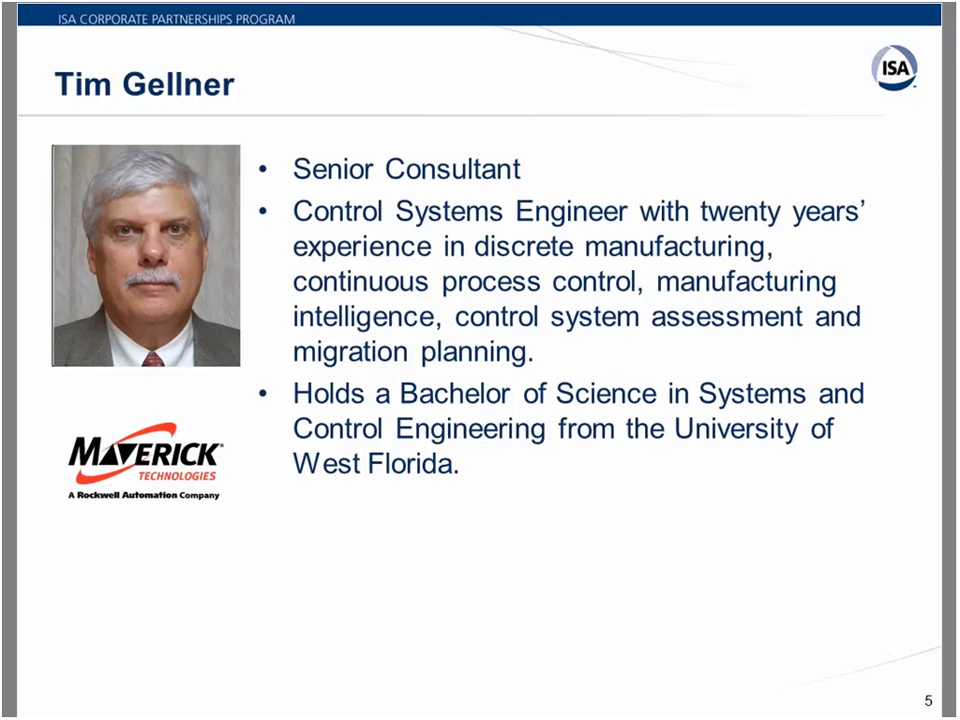 ISA CORPORATE PARTNERSHIPS PROGRAM
Tim Gellner
ISA
• Senior Consultant
• Control Systems Engineer with twenty years’
experience in discrete manufacturing,
continuous process control, manufacturing
intelligence, control system assessment and
migration planning.
• Holds a Bachelor of Science in Systems and
Control Engineering from the University of
West Florida.
MAVERICK®
TECHNOLOGIES
A Rockwell Automation Company
5